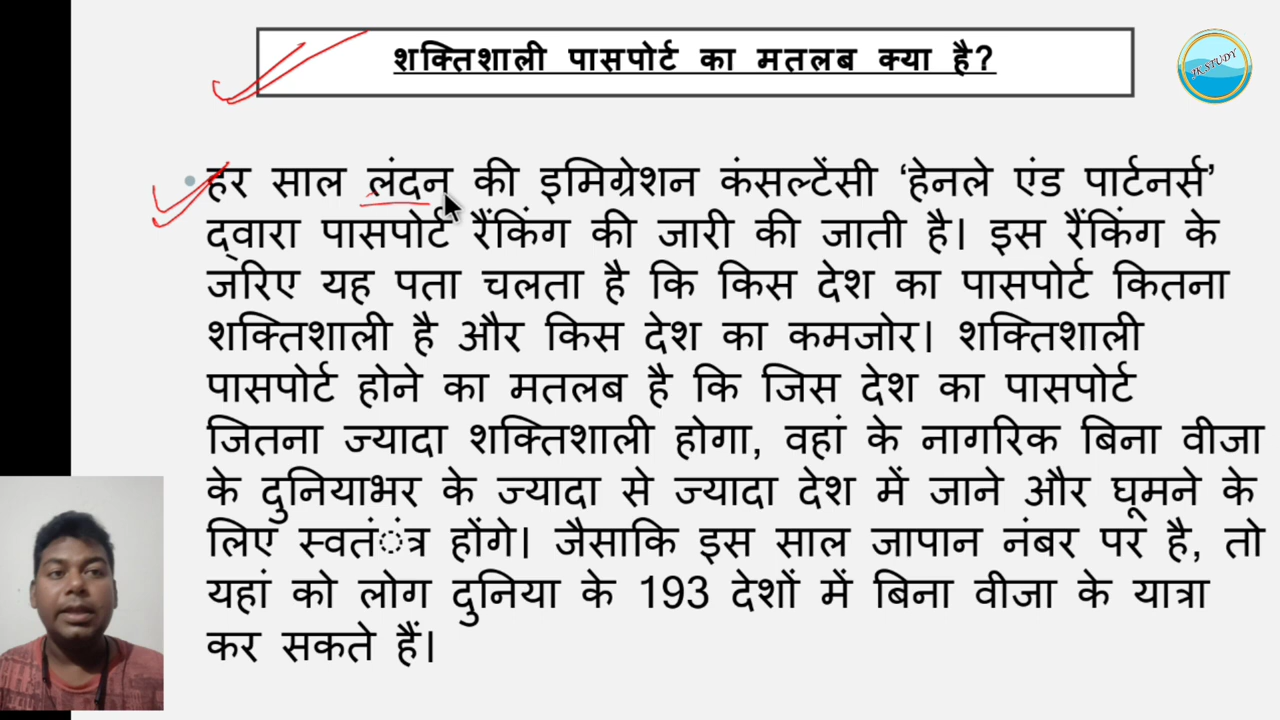 शक्तिशाली पासपोर्ट का मतलब क्या है?
JK STUDY
हर साल लंदन की इमिग्रेशन कंसल्टेंसी ‘हेनले एंड पार्टनर्स’
द्वारा पासपोर्ट रैंकिंग की जारी की जाती है। इस रैंकिंग के
जरिए यह पता चलता है कि किस देश का पासपोर्ट कितना
शक्तिशाली है और किस देश का कमजोर। शक्तिशाली
पासपोर्ट होने का मतलब है कि जिस देश का पासपोर्ट
जितना ज्यादा शक्तिशाली होगा, वहां के नागरिक बिना वीजा
के दुनियाभर के ज्यादा से ज्यादा देश में जाने और घूमने के
लिए स्वतंंत्र होंगे। जैसाकि इस साल जापान नंबर पर है, तो
यहां को लोग दुनिया के 193 देशों में बिना वीजा के यात्रा
कर सकते हैं।